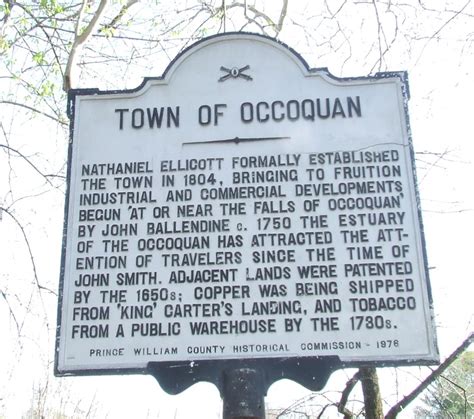 TOWN OF OCCOQUAN
NATHANIEL ELLICOTT FORMALLY ESTABLISHED
THE TOWN IN 1804, BRINGING TO FRUITION
INDUSTRIAL AND COMMERCIAL DEVELOPMENTS
BEGUN 'AT OR NEAR THE FALLS OF OCCOQUAN'
BY JOHN BALLENDINE c. 1750 THE ESTUARY
OF THE OCCOQUAN HAS ATTRACTED THE ATT-
ENTION OF TRAVELERS SINCE THE TIME OF
JOHN SMITH. ADJACENT LANDS WERE PATENTED
BY THE 1650s; COPPER WAS BEING SHIPPED
FROM 'KING' CARTER'S LANDING, AND TOBACCO
FROM A PUBLIC WAREHOUSE BY THE 1730s.
PRINCE WILLIAM COUNTY HISTORICAL COMMISSION - 1976